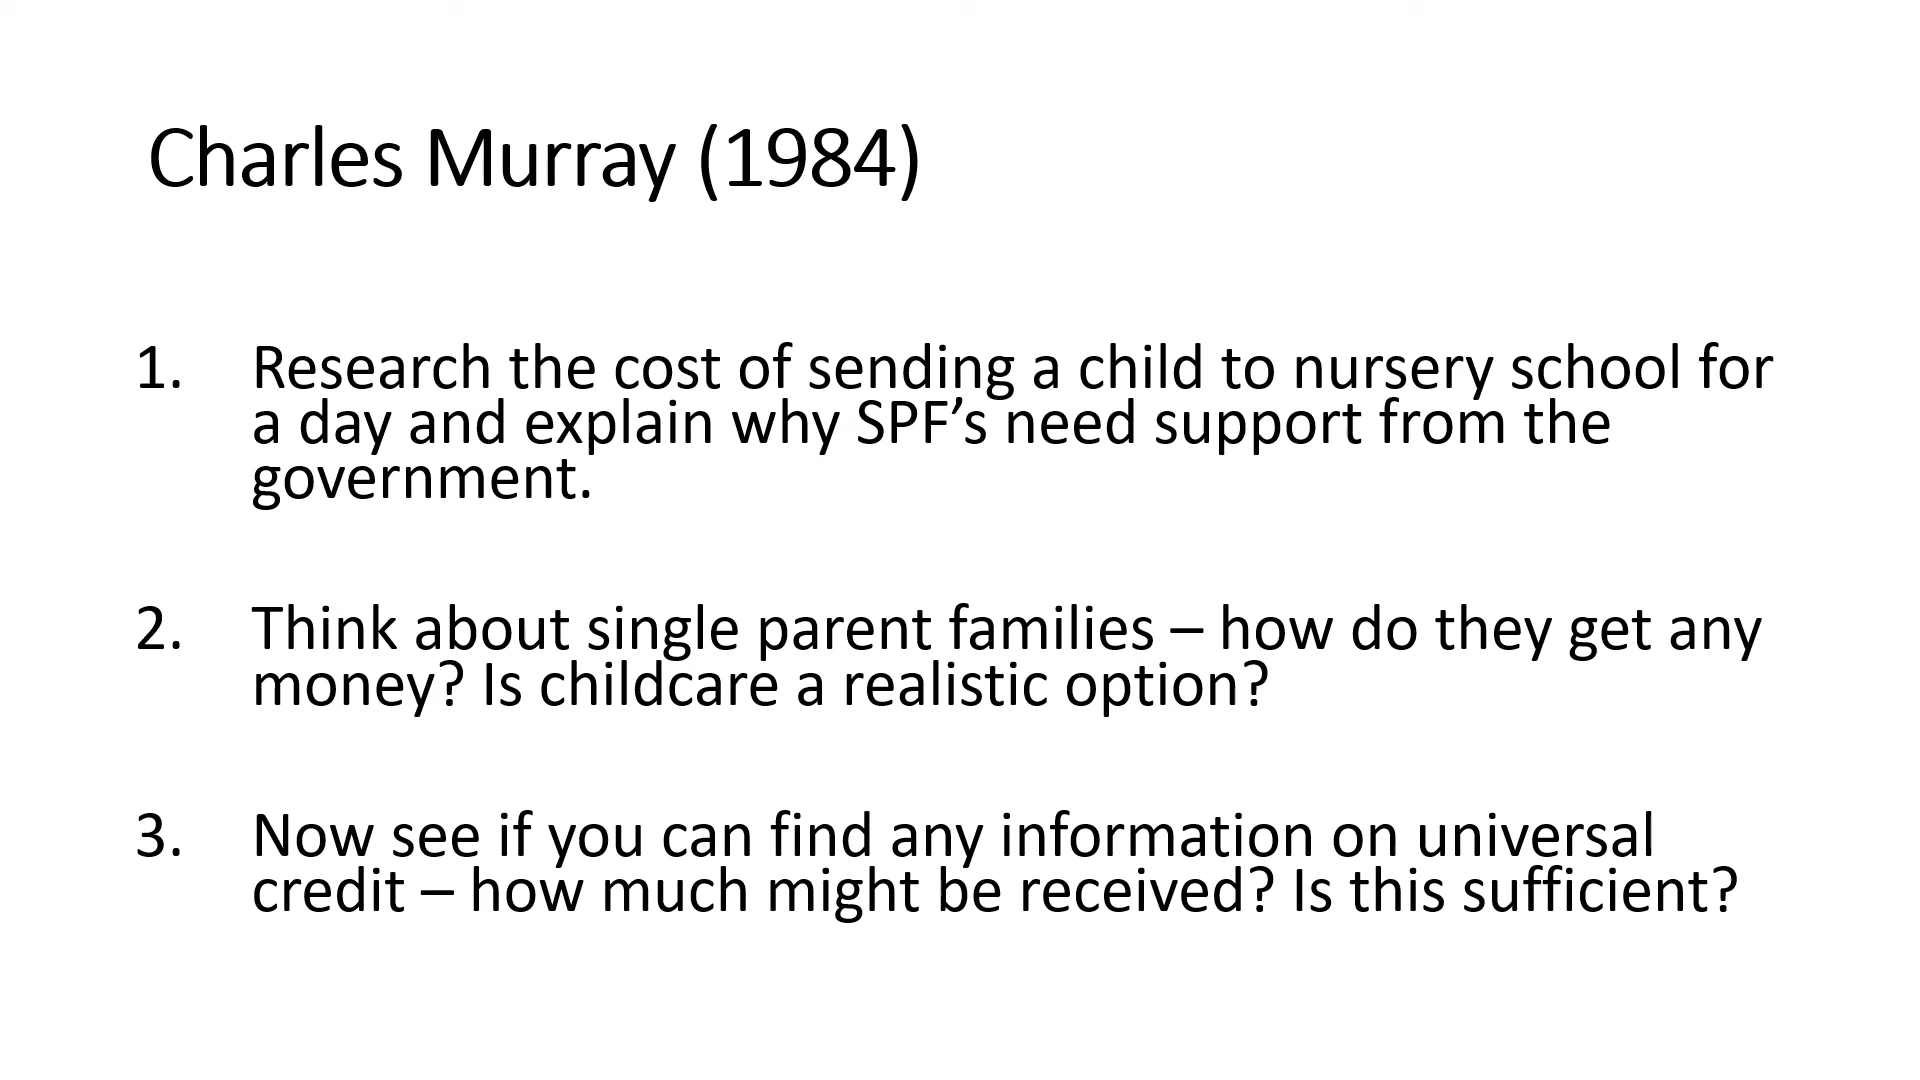 Charles Murray (1984)
1. Research the cost of sending a child to nursery school for
a day and explain why SPF’s need support from the
government.
2. Think about single parent families – how do they get any
money? Is childcare a realistic option?
3. Now see if you can find any information on universal
credit – how much might be received? Is this sufficient?